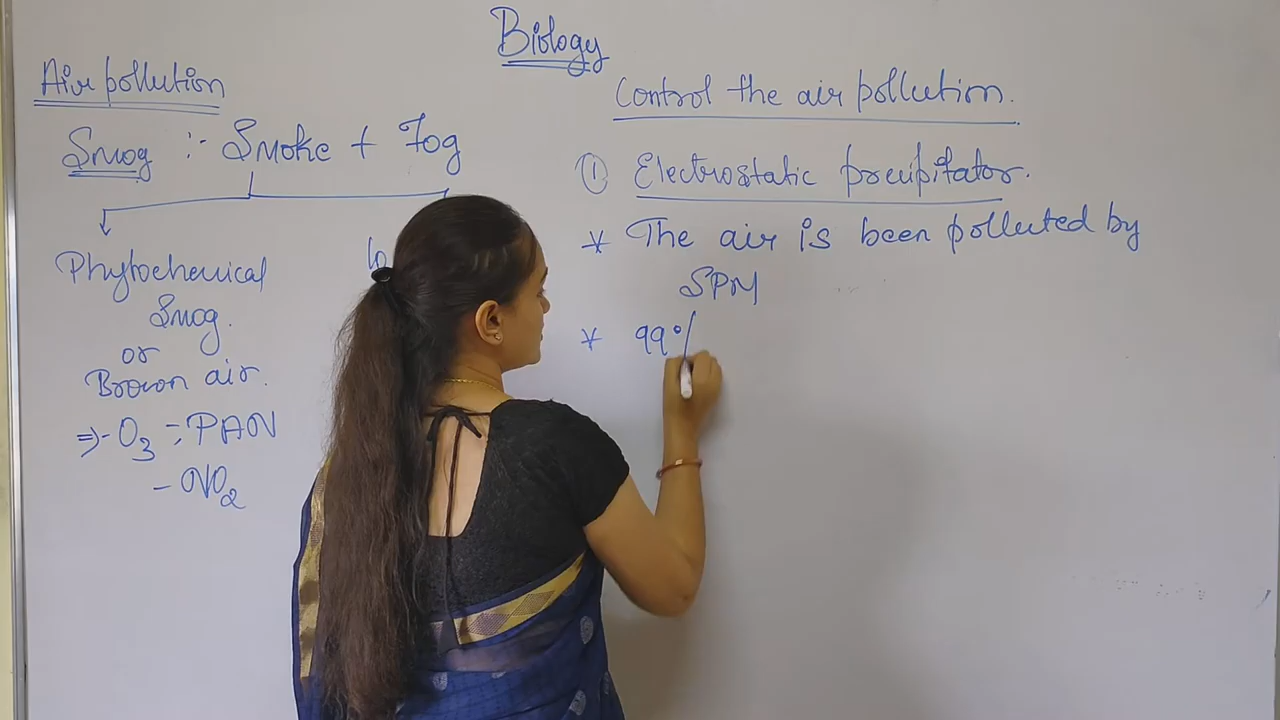 Biology
Air pollution
Smog :- Smoke + Fog
Phytochemical
Smog.
or
Brown air.
⇒ - O3 - PAN
- NO2
Control the air pollution.
① Electrostatic precipitator.
* The air is been polluted by
SPM
* 99%